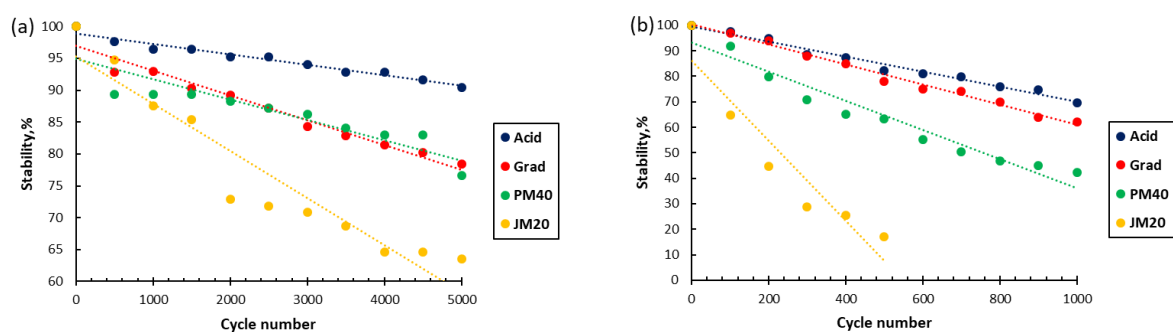 (a)
Stability,%
100
95
90
85
80
75
70
65
60
0
1000
2000
3000
4000
5000
Cycle number
Acid
Grad
PM40
JM20
(b)
Stability,%
100
90
80
70
60
50
40
30
20
10
0
0
200
400
600
800
1000
Cycle number
Acid
Grad
PM40
JM20